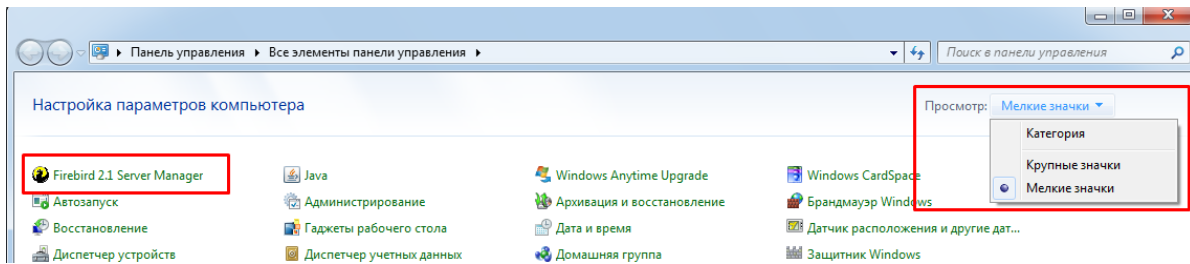 Панель управления Все элементы панели управления Поиск в панели управления
Настройка параметров компьютера
Просмотр: Мелкие значки
Категория
Крупные значки
Мелкие значки
Firebird 2.1 Server Manager Java Windows Anytime Upgrade Windows CardSpace
Автозапуск Администрирование Архивация и восстановление Брандмауэр Windows
Восстановление Гаджеты рабочего стола Дата и время Датчик расположения и другие дат...
Диспетчер устройств Диспетчер учетных данных Домашняя группа Защитник Windows